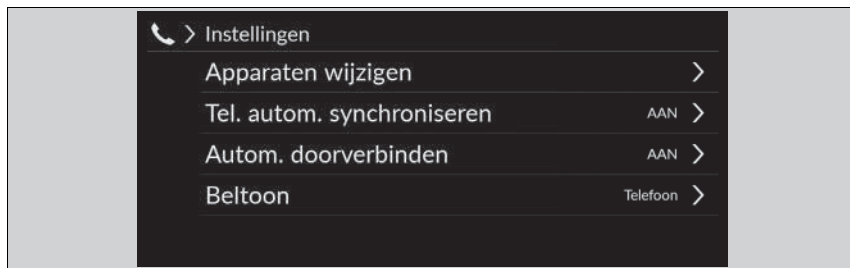 Instellingen
Apparaten wijzigen
Tel. autom. synchroniseren AAN
Autom. doorverbinden AAN
Beltoon Telefoon